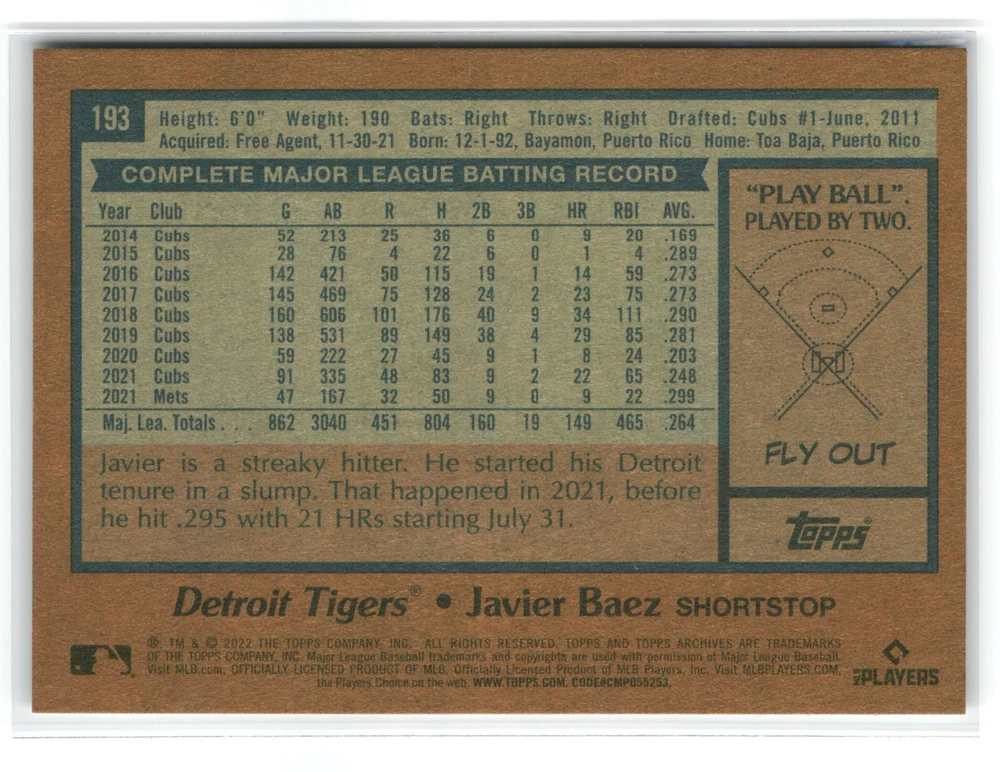 193
Height: 6'0" Weight: 190 Bats: Right Throws: Right Drafted: Cubs #1-June, 2011
Acquired: Free Agent, 11-30-21 Born: 12-1-92, Bayamon, Puerto Rico Home: Toa Baja, Puerto Rico
COMPLETE MAJOR LEAGUE BATTING RECORD
Year Club G AB R H 2B 3B HR RBI AVG.
2014 Cubs 52 213 25 36 6 0 9 20 .169
2015 Cubs 28 76 4 22 6 0 1 4 .289
2016 Cubs 142 421 50 115 19 1 14 59 .273
2017 Cubs 145 469 75 128 24 2 23 75 .273
2018 Cubs 160 606 101 176 40 9 34 111 .290
2019 Cubs 138 531 89 149 38 4 29 85 .281
2020 Cubs 59 222 27 45 9 1 8 24 .203
2021 Cubs 91 335 48 83 9 2 22 65 .248
2021 Mets 47 167 32 50 9 0 9 22 .299
Maj. Lea. Totals . . . 862 3040 451 804 160 19 149 465 .264
Javier is a streaky hitter. He started his Detroit
tenure in a slump. That happened in 2021, before
he hit .295 with 21 HRs starting July 31.
"PLAY BALL".
PLAYED BY TWO.
FLY OUT
Topps®
Detroit Tigers® • Javier Baez SHORTSTOP
®, TM & © 2022 THE TOPPS COMPANY, INC. ALL RIGHTS RESERVED. TOPPS AND TOPPS ARCHIVES ARE TRADEMARKS
OF THE TOPPS COMPANY, INC. Major League Baseball trademarks and copyrights are used with permission of Major League Baseball.
Visit MLB.com. OFFICIALLY LICENSED PRODUCT OF MLB Players, Inc. Officially Licensed Product of MLB Players, Inc. Visit MLBPLAYERS.COM,
the Players Choice on the web. WWW.TOPPS.COM. CODE#CMP055253.
MLB PLAYERS